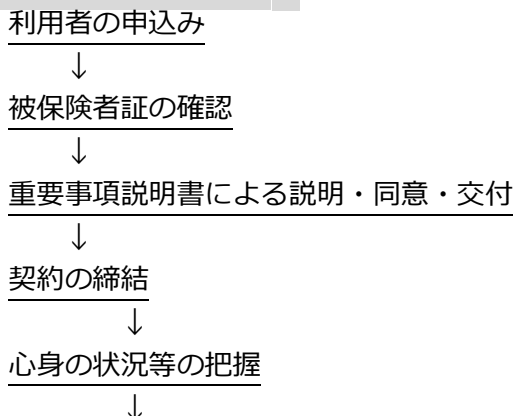 利用者の申込み
↓
被保険者証の確認
↓
重要事項説明書による説明・同意・交付
↓
契約の締結
↓
心身の状況等の把握
↓